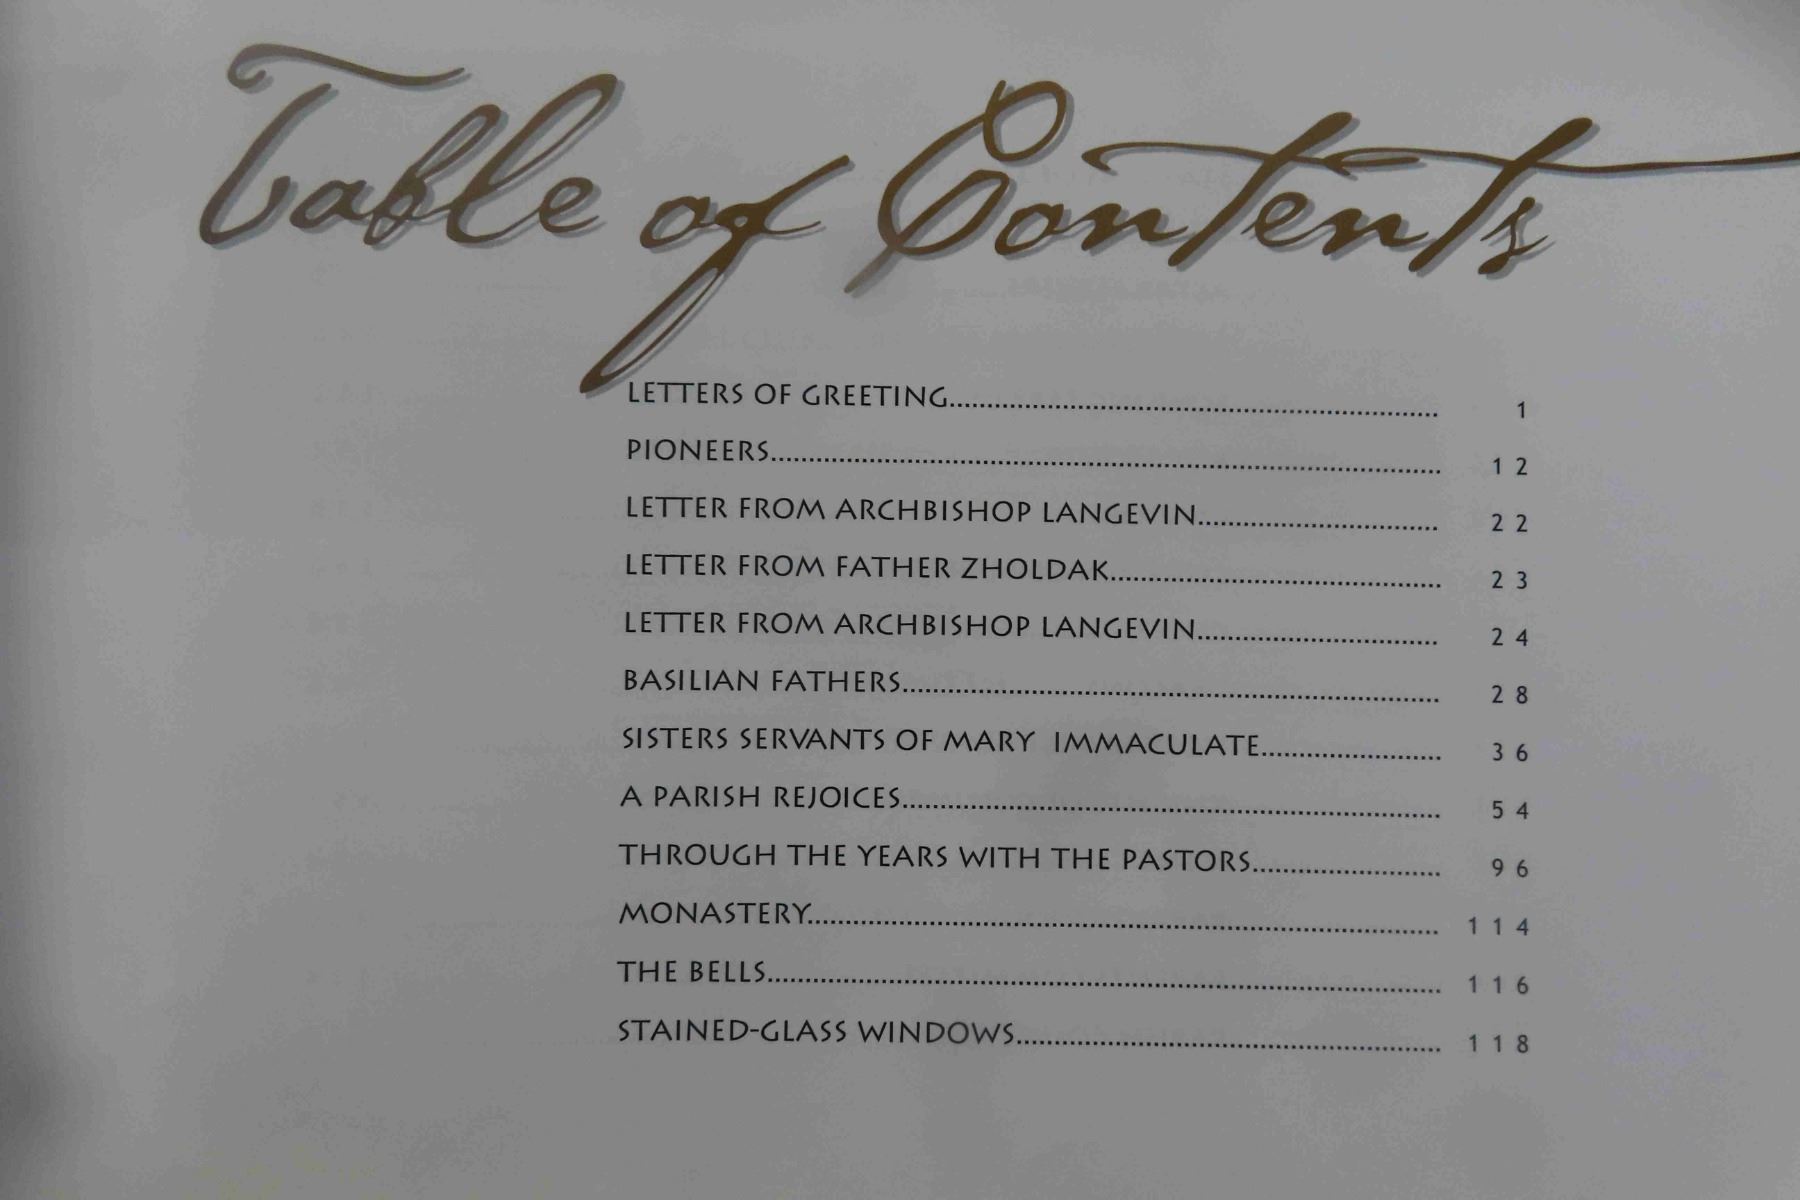 Table of Contents
LETTERS OF GREETING.................................................................. 1
PIONEERS.......................................................................................... 12
LETTER FROM ARCHBISHOP LANGEVIN................................ 22
LETTER FROM FATHER ZHOLDAK............................................ 23
LETTER FROM ARCHBISHOP LANGEVIN................................ 24
BASILIAN FATHERS........................................................................ 28
SISTERS SERVANTS OF MARY IMMACULATE........................ 36
A PARISH REJOICES........................................................................ 54
THROUGH THE YEARS WITH THE PASTORS......................... 96
MONASTERY..................................................................................... 114
THE BELLS.......................................................................................... 116
STAINED-GLASS WINDOWS......................................................... 118